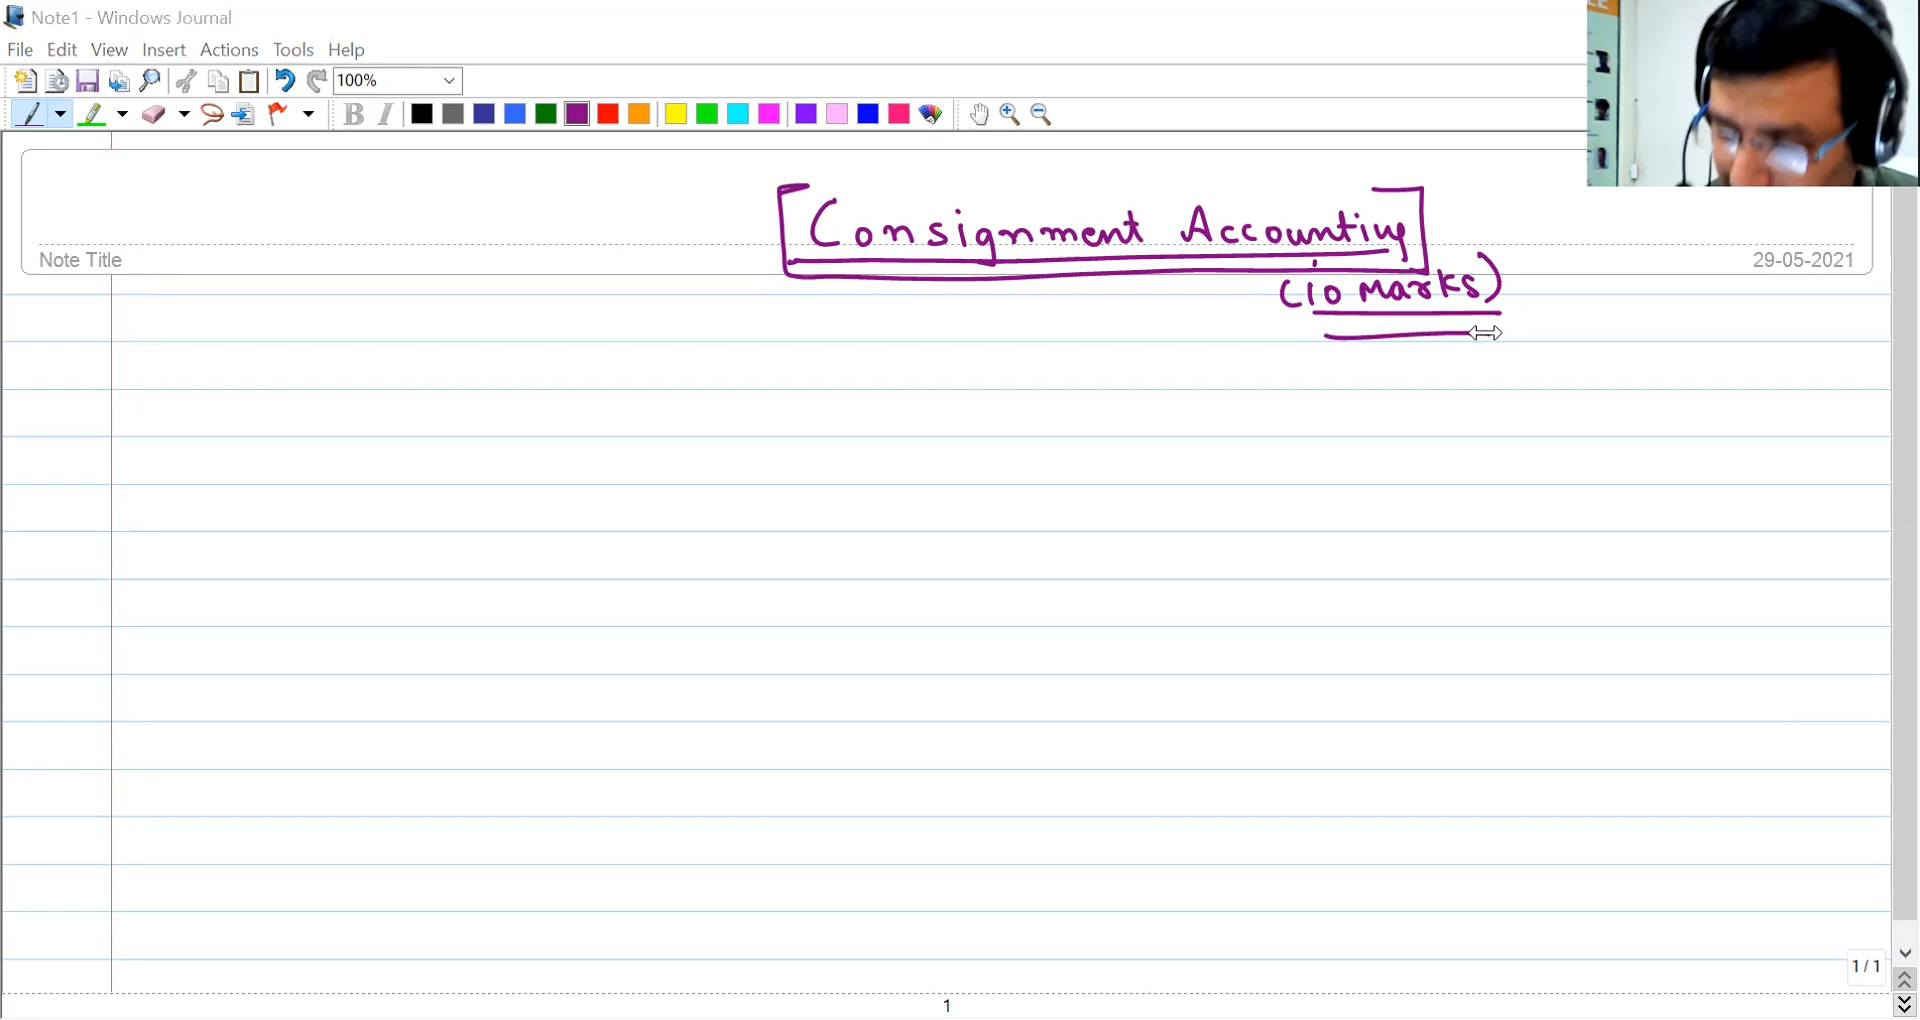 Note1 - Windows Journal
File Edit View Insert Actions Tools Help
100%
B I
[Consignment Accounting]
Note Title
29-05-2021
(10 Marks)
1 / 1
1